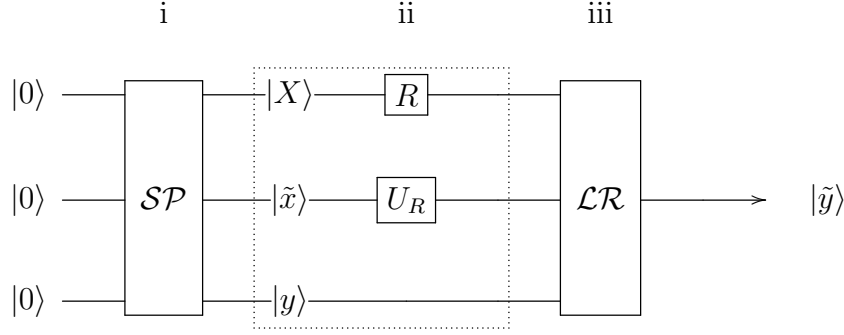 i ii iii
|0⟩ |X⟩ R
|0⟩ 𝒮𝒫 |x̃⟩ U_R ℒℛ |ỹ⟩
|0⟩ |y⟩